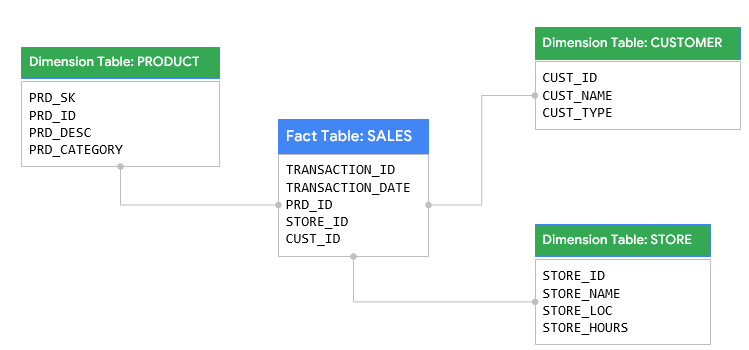 Dimension Table: PRODUCT
PRD_SK
PRD_ID
PRD_DESC
PRD_CATEGORY
Fact Table: SALES
TRANSACTION_ID
TRANSACTION_DATE
PRD_ID
STORE_ID
CUST_ID
Dimension Table: CUSTOMER
CUST_ID
CUST_NAME
CUST_TYPE
Dimension Table: STORE
STORE_ID
STORE_NAME
STORE_LOC
STORE_HOURS